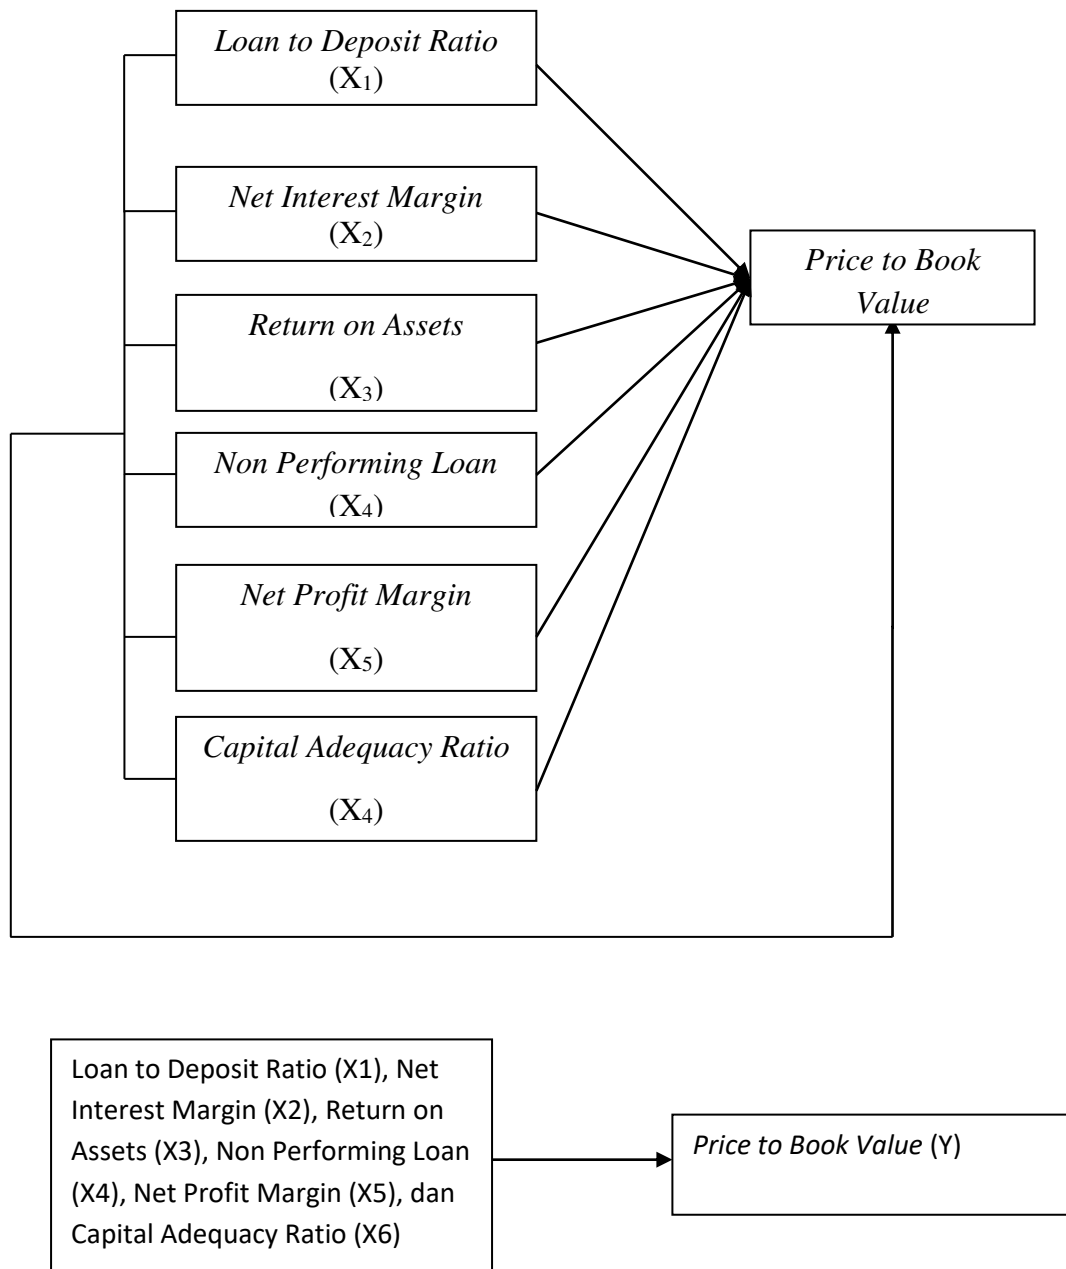 Loan to Deposit Ratio
(X₁)
Net Interest Margin
(X₂)
Return on Assets
(X₃)
Non Performing Loan
(X₄)
Net Profit Margin
(X₅)
Capital Adequacy Ratio
(X₄)
Price to Book
Value
Loan to Deposit Ratio (X1), Net
Interest Margin (X2), Return on
Assets (X3), Non Performing Loan
(X4), Net Profit Margin (X5), dan
Capital Adequacy Ratio (X6)
Price to Book Value (Y)